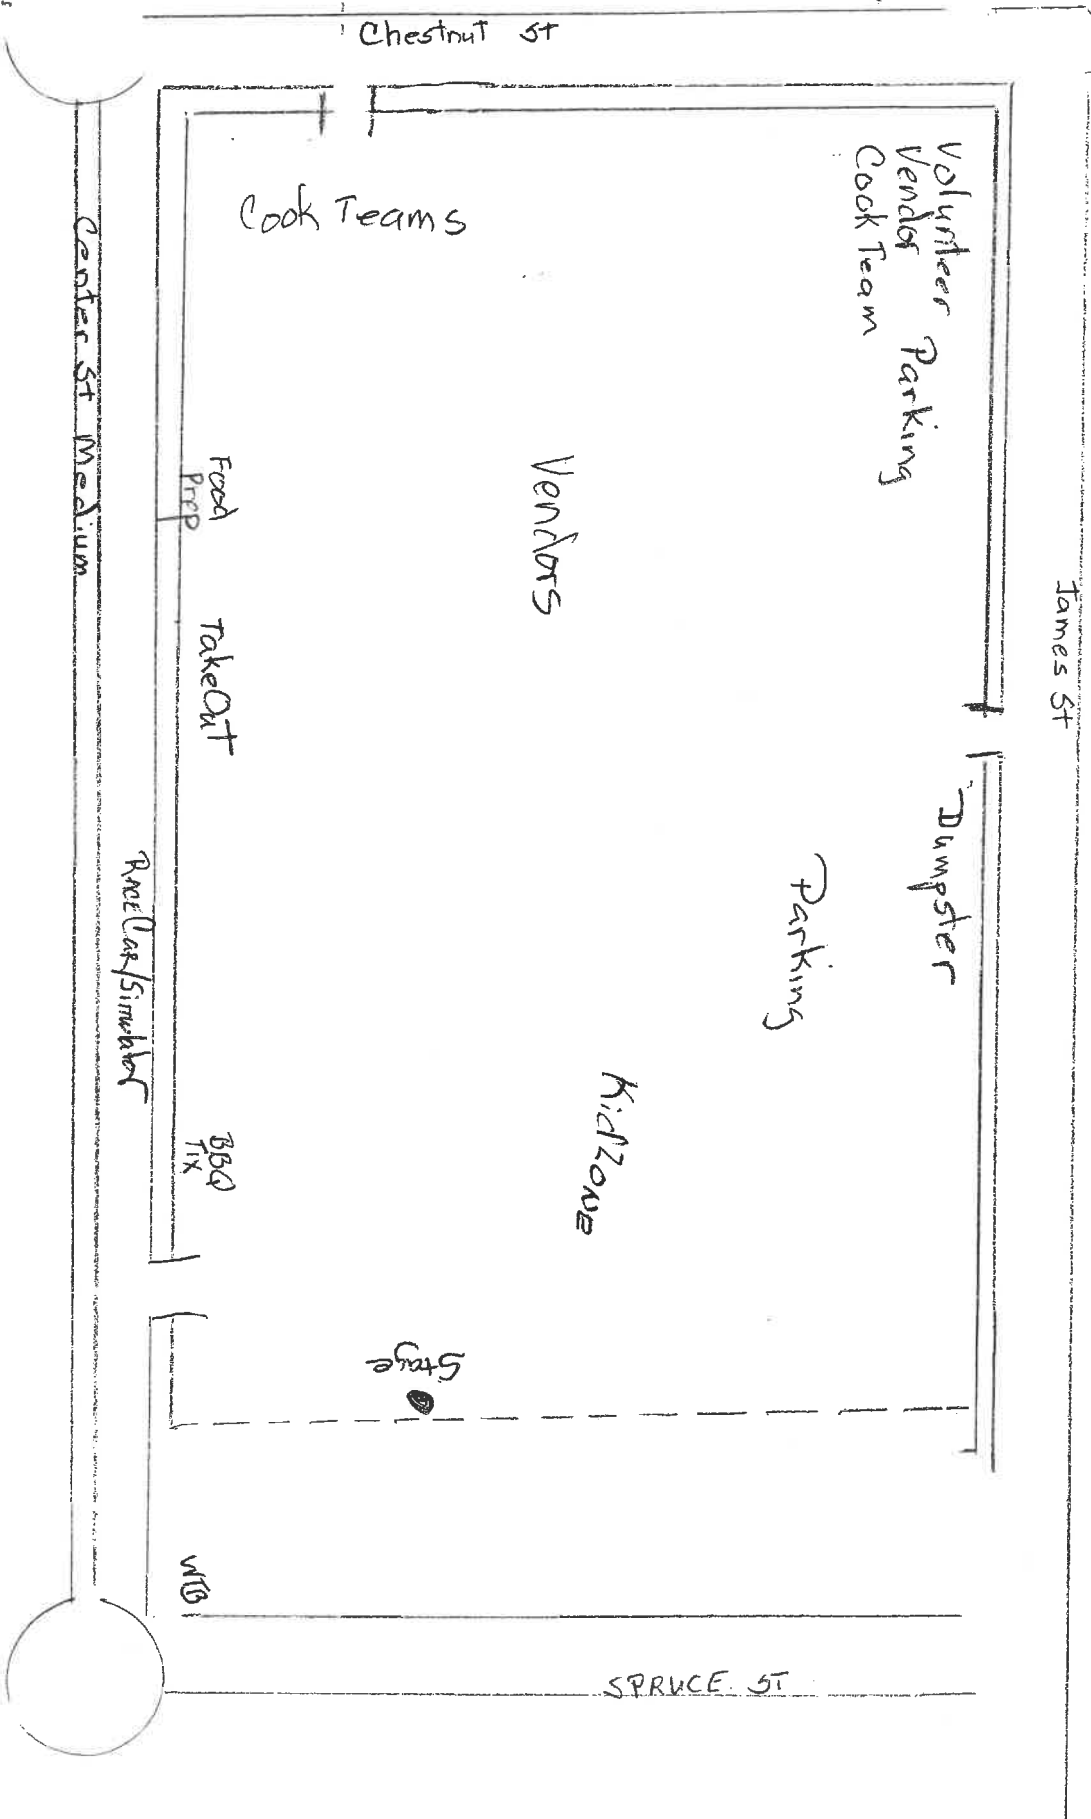 Chestnut St
Volunteer
Vendor Parking
Cook Team
Cook Teams
Center St Medium
Food
Prep
Vendors
James St
TakeOut
Dumpster
Parking
RaceCar/Simulator
KidZone
BBQ
Tix
Stage
WTB
SPRUCE. ST